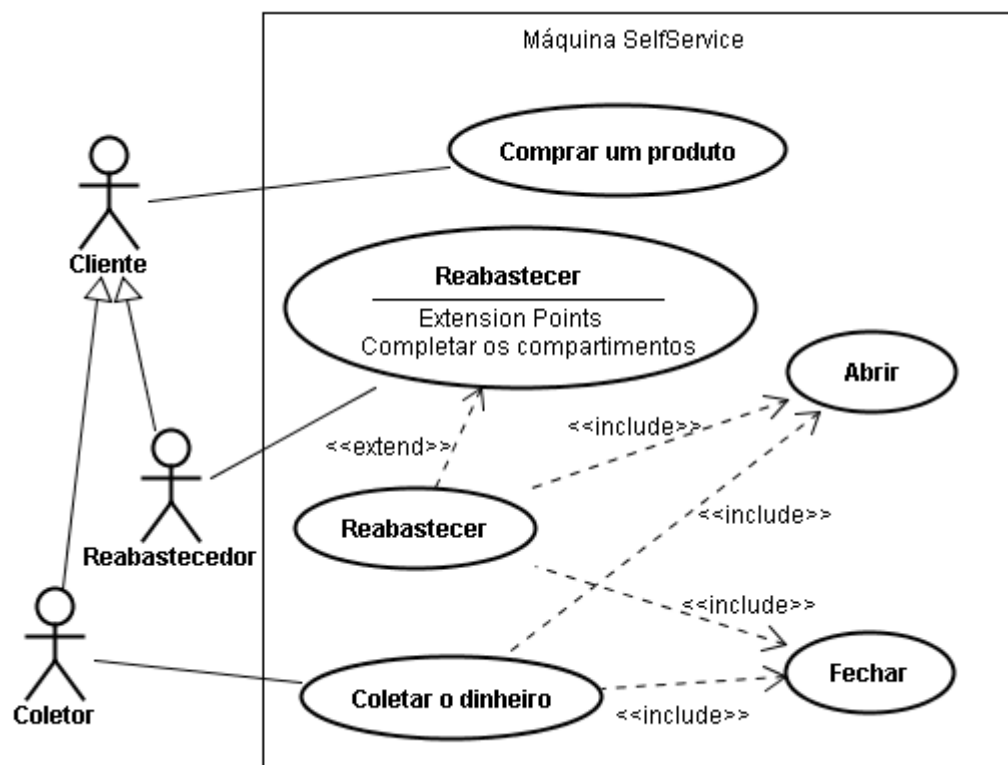 Máquina SelfService
Comprar um produto
Cliente
Reabastecer
Extension Points
Completar os compartimentos
Abrir
<<extend>>
<<include>>
Reabastecer
<<include>>
Reabastecedor
<<include>>
Coletar o dinheiro
Fechar
<<include>>
Coletor